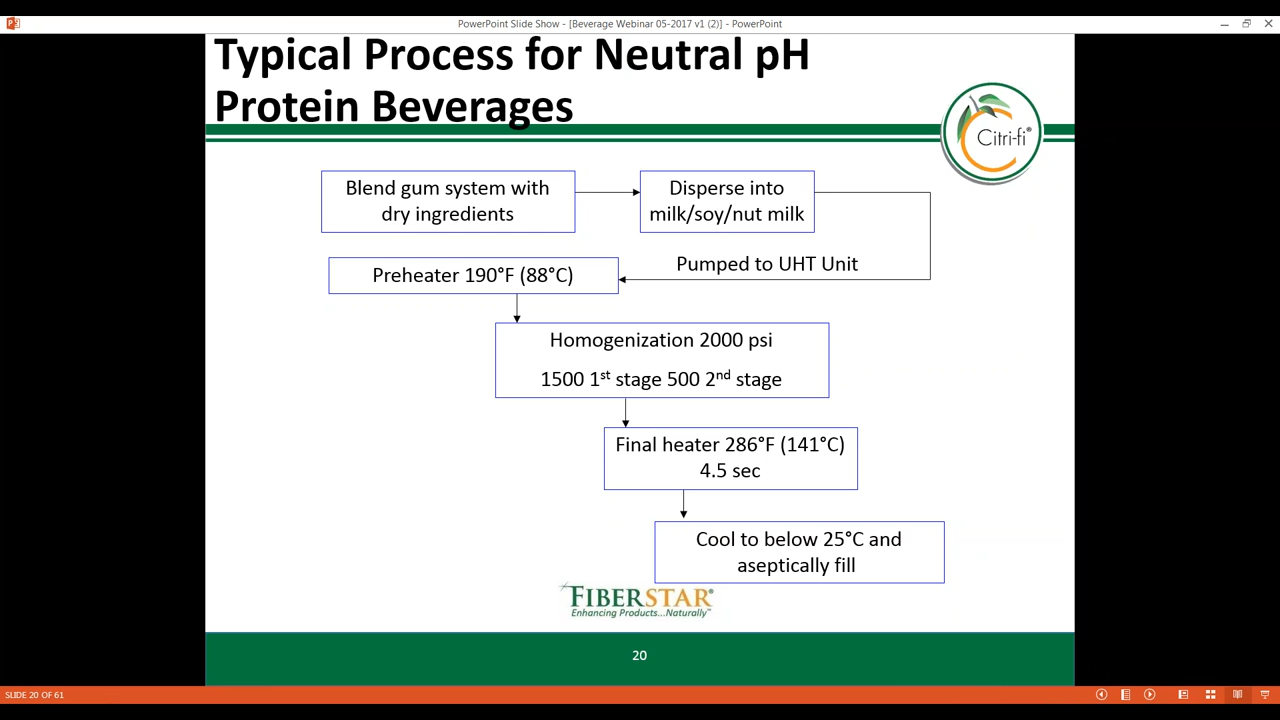 PowerPoint Slide Show - [Beverage Webinar 05-2017 v1 (2)] - PowerPoint
Typical Process for Neutral pH
Protein Beverages
Citri-fi®
Blend gum system with
dry ingredients
Disperse into
milk/soy/nut milk
Pumped to UHT Unit
Preheater 190°F (88°C)
Homogenization 2000 psi
1500 1st stage 500 2nd stage
Final heater 286°F (141°C)
4.5 sec
Cool to below 25°C and
aseptically fill
FIBERSTAR®
Enhancing Products...Naturally™
20
SLIDE 20 OF 61